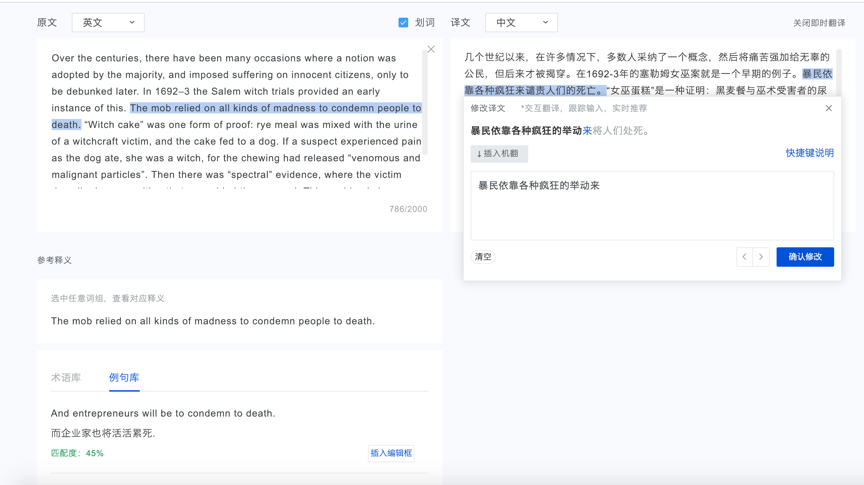 原文
英文
划词
译文
中文
关闭即时翻译
Over the centuries, there have been many occasions where a notion was
adopted by the majority, and imposed suffering on innocent citizens, only to
be debunked later. In 1692–3 the Salem witch trials provided an early
instance of this. The mob relied on all kinds of madness to condemn people to
death. “Witch cake” was one form of proof: rye meal was mixed with the urine
of a witchcraft victim, and the cake fed to a dog. If a suspect experienced pain
as the dog ate, she was a witch, for the chewing had released “venomous and
malignant particles”. Then there was “spectral” evidence, where the victim
786/2000
几个世纪以来，在许多情况下，多数人采纳了一个概念，然后将痛苦强加给无辜的
公民，但后来才被揭穿。在1692-3年的塞勒姆女巫案就是一个早期的例子。暴民依
靠各种疯狂来谴责人们的死亡。“女巫蛋糕”是一种证明：黑麦餐与巫术受害者的尿
修改译文
*交互翻译，跟踪输入，实时推荐
暴民依靠各种疯狂的举动来将人们处死。
↓插入机翻
快捷键说明
暴民依靠各种疯狂的举动来
清空
确认修改
参考释义
选中任意词组，查看对应释义
The mob relied on all kinds of madness to condemn people to death.
术语库
例句库
And entrepreneurs will be to condemn to death.
而企业家也将活活累死.
匹配度：45%
插入编辑框